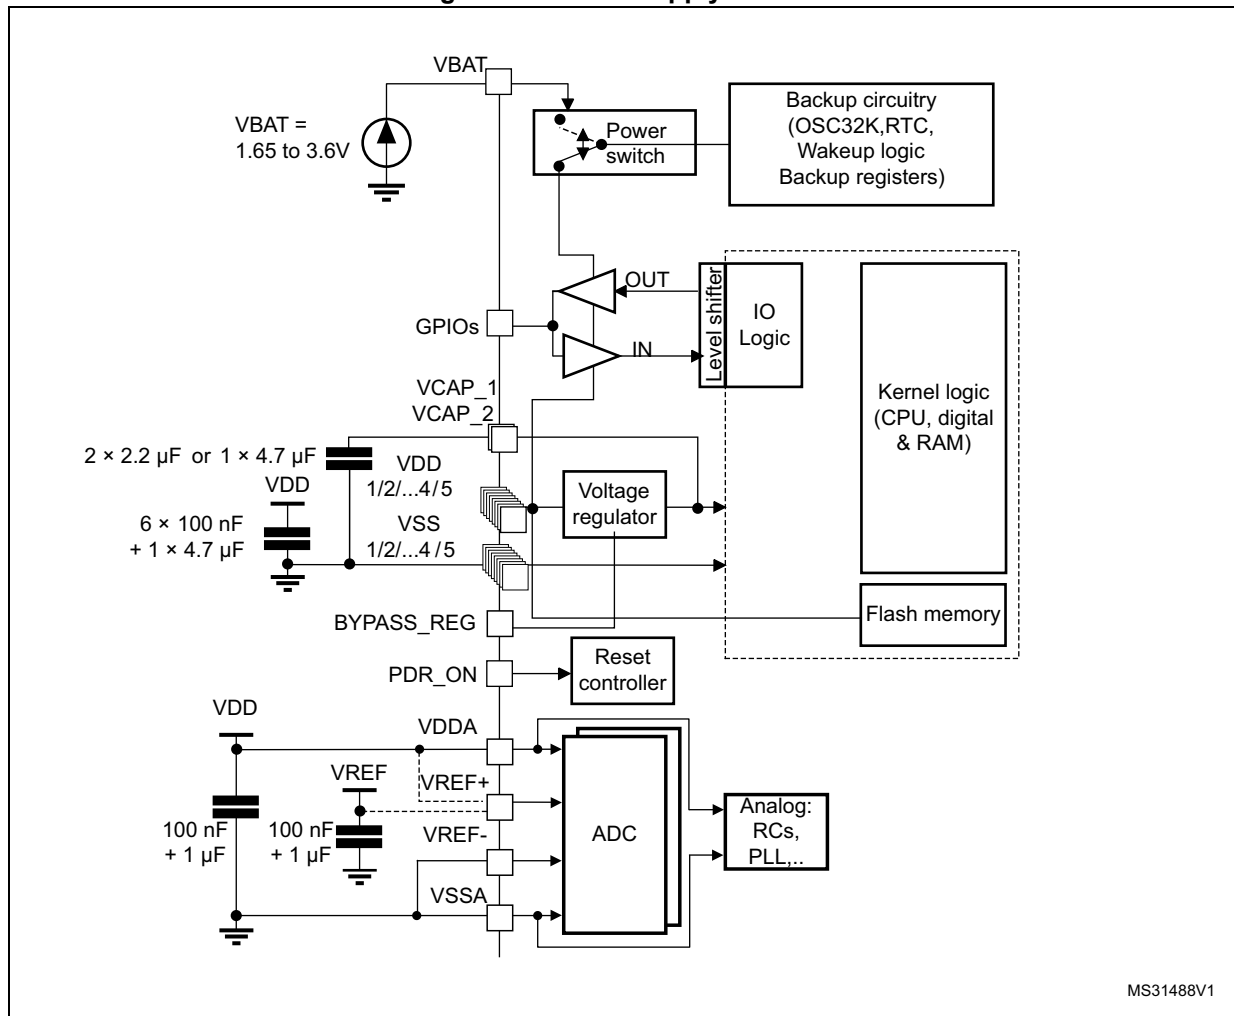 VBAT
VBAT =
1.65 to 3.6V
Power
switch
Backup circuitry
(OSC32K,RTC,
Wakeup logic
Backup registers)
OUT
GPIOs
IN
Level shifter
IO
Logic
Kernel logic
(CPU, digital
& RAM)
VCAP_1
VCAP_2
2 × 2.2 μF or 1 × 4.7 μF
VDD
1/2/...4/5
VDD
6 × 100 nF
+ 1 × 4.7 μF
VSS
1/2/...4/5
Voltage
regulator
Flash memory
BYPASS_REG
PDR_ON
Reset
controller
VDD
VDDA
VREF
VREF+
100 nF
+ 1 μF
100 nF
+ 1 μF
VREF-
VSSA
ADC
Analog:
RCs,
PLL,..
MS31488V1